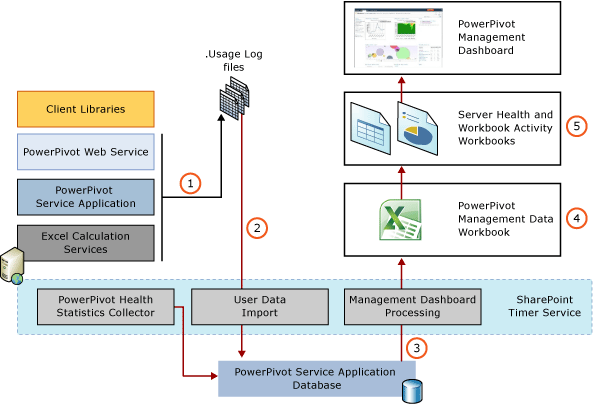 .Usage Log
files
Client Libraries
PowerPivot Web Service
PowerPivot
Service Application
Excel Calculation
Services
1
2
PowerPivot
Management
Dashboard
Server Health and
Workbook Activity
Workbooks
5
PowerPivot
Management Data
Workbook
4
PowerPivot Health
Statistics Collector
User Data
Import
Management Dashboard
Processing
SharePoint
Timer Service
3
PowerPivot Service Application
Database